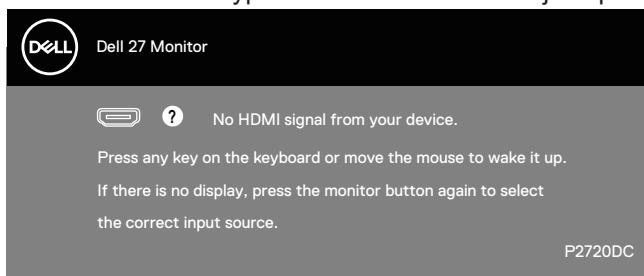 DELL
Dell 27 Monitor
? No HDMI signal from your device.
Press any key on the keyboard or move the mouse to wake it up.
If there is no display, press the monitor button again to select
the correct input source.
P2720DC